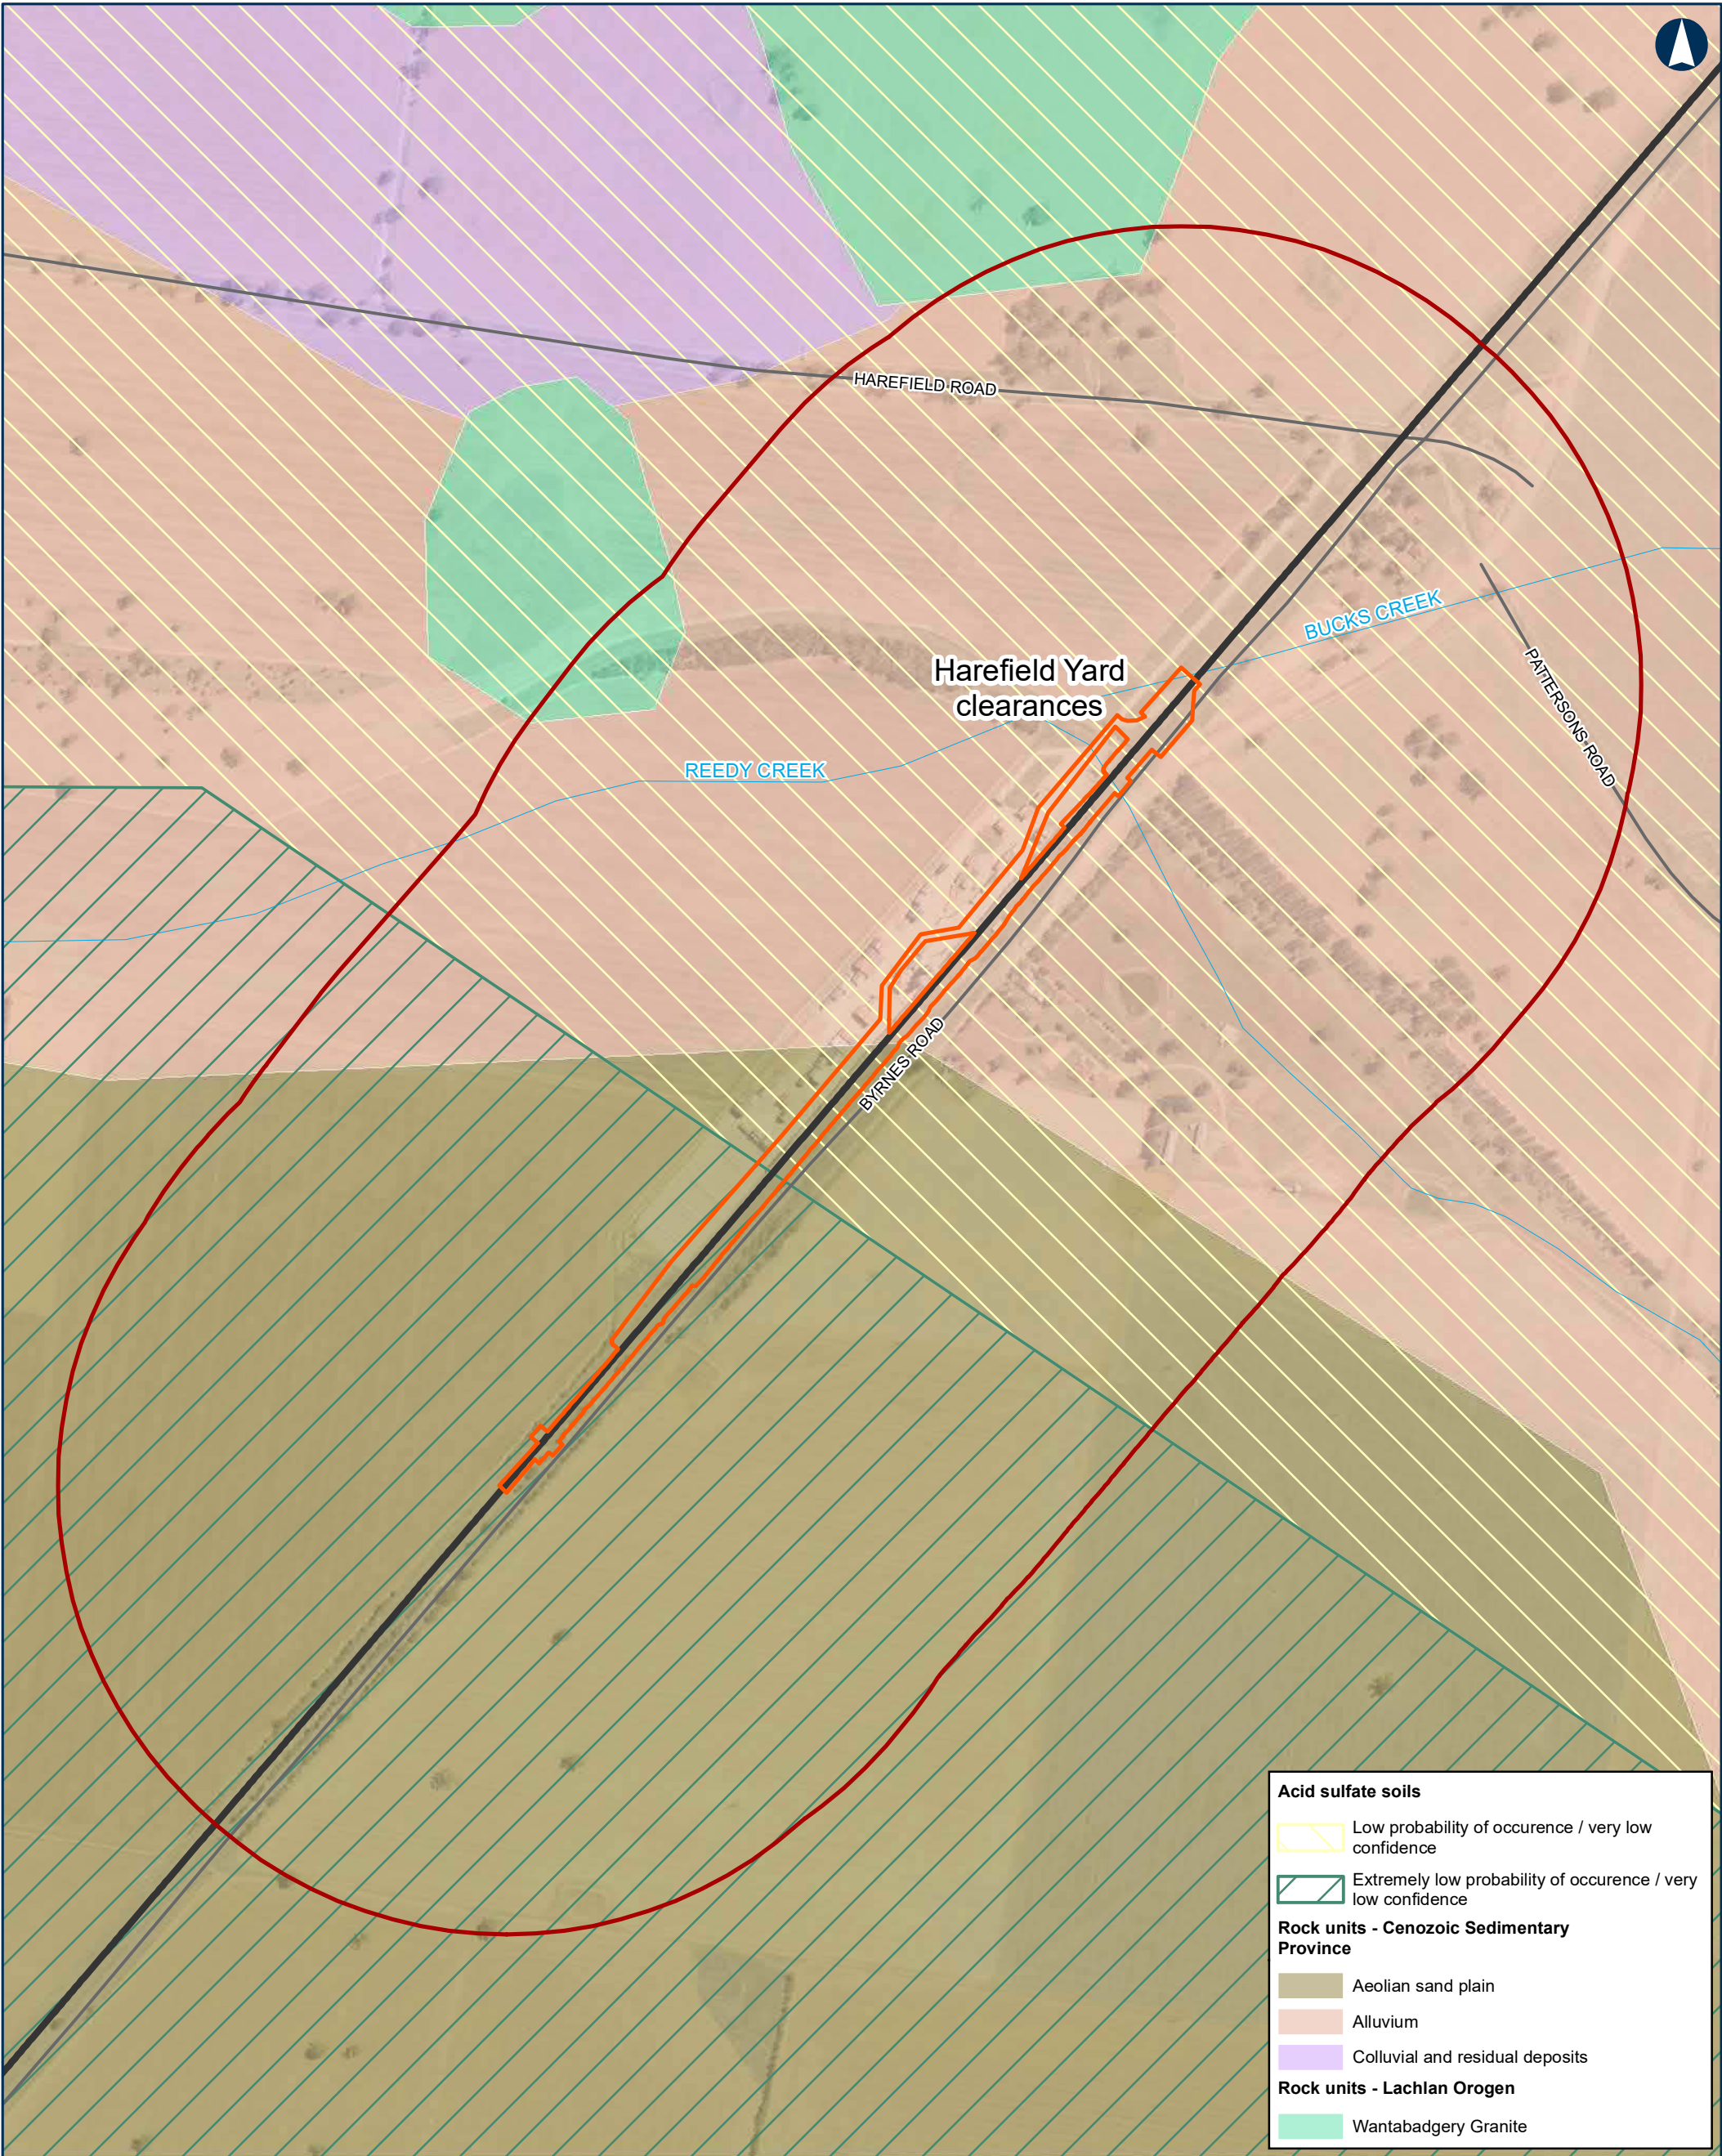 HAREFIELD ROAD
BUCKS CREEK
Harefield Yard
clearances
PATTERSONS ROAD
REEDY CREEK
BYRNES ROAD
Acid sulfate soils
Low probability of occurence / very low
confidence
Extremely low probability of occurence / very
low confidence
Rock units - Cenozoic Sedimentary
Province
Aeolian sand plain
Alluvium
Colluvial and residual deposits
Rock units - Lachlan Orogen
Wantabadgery Granite